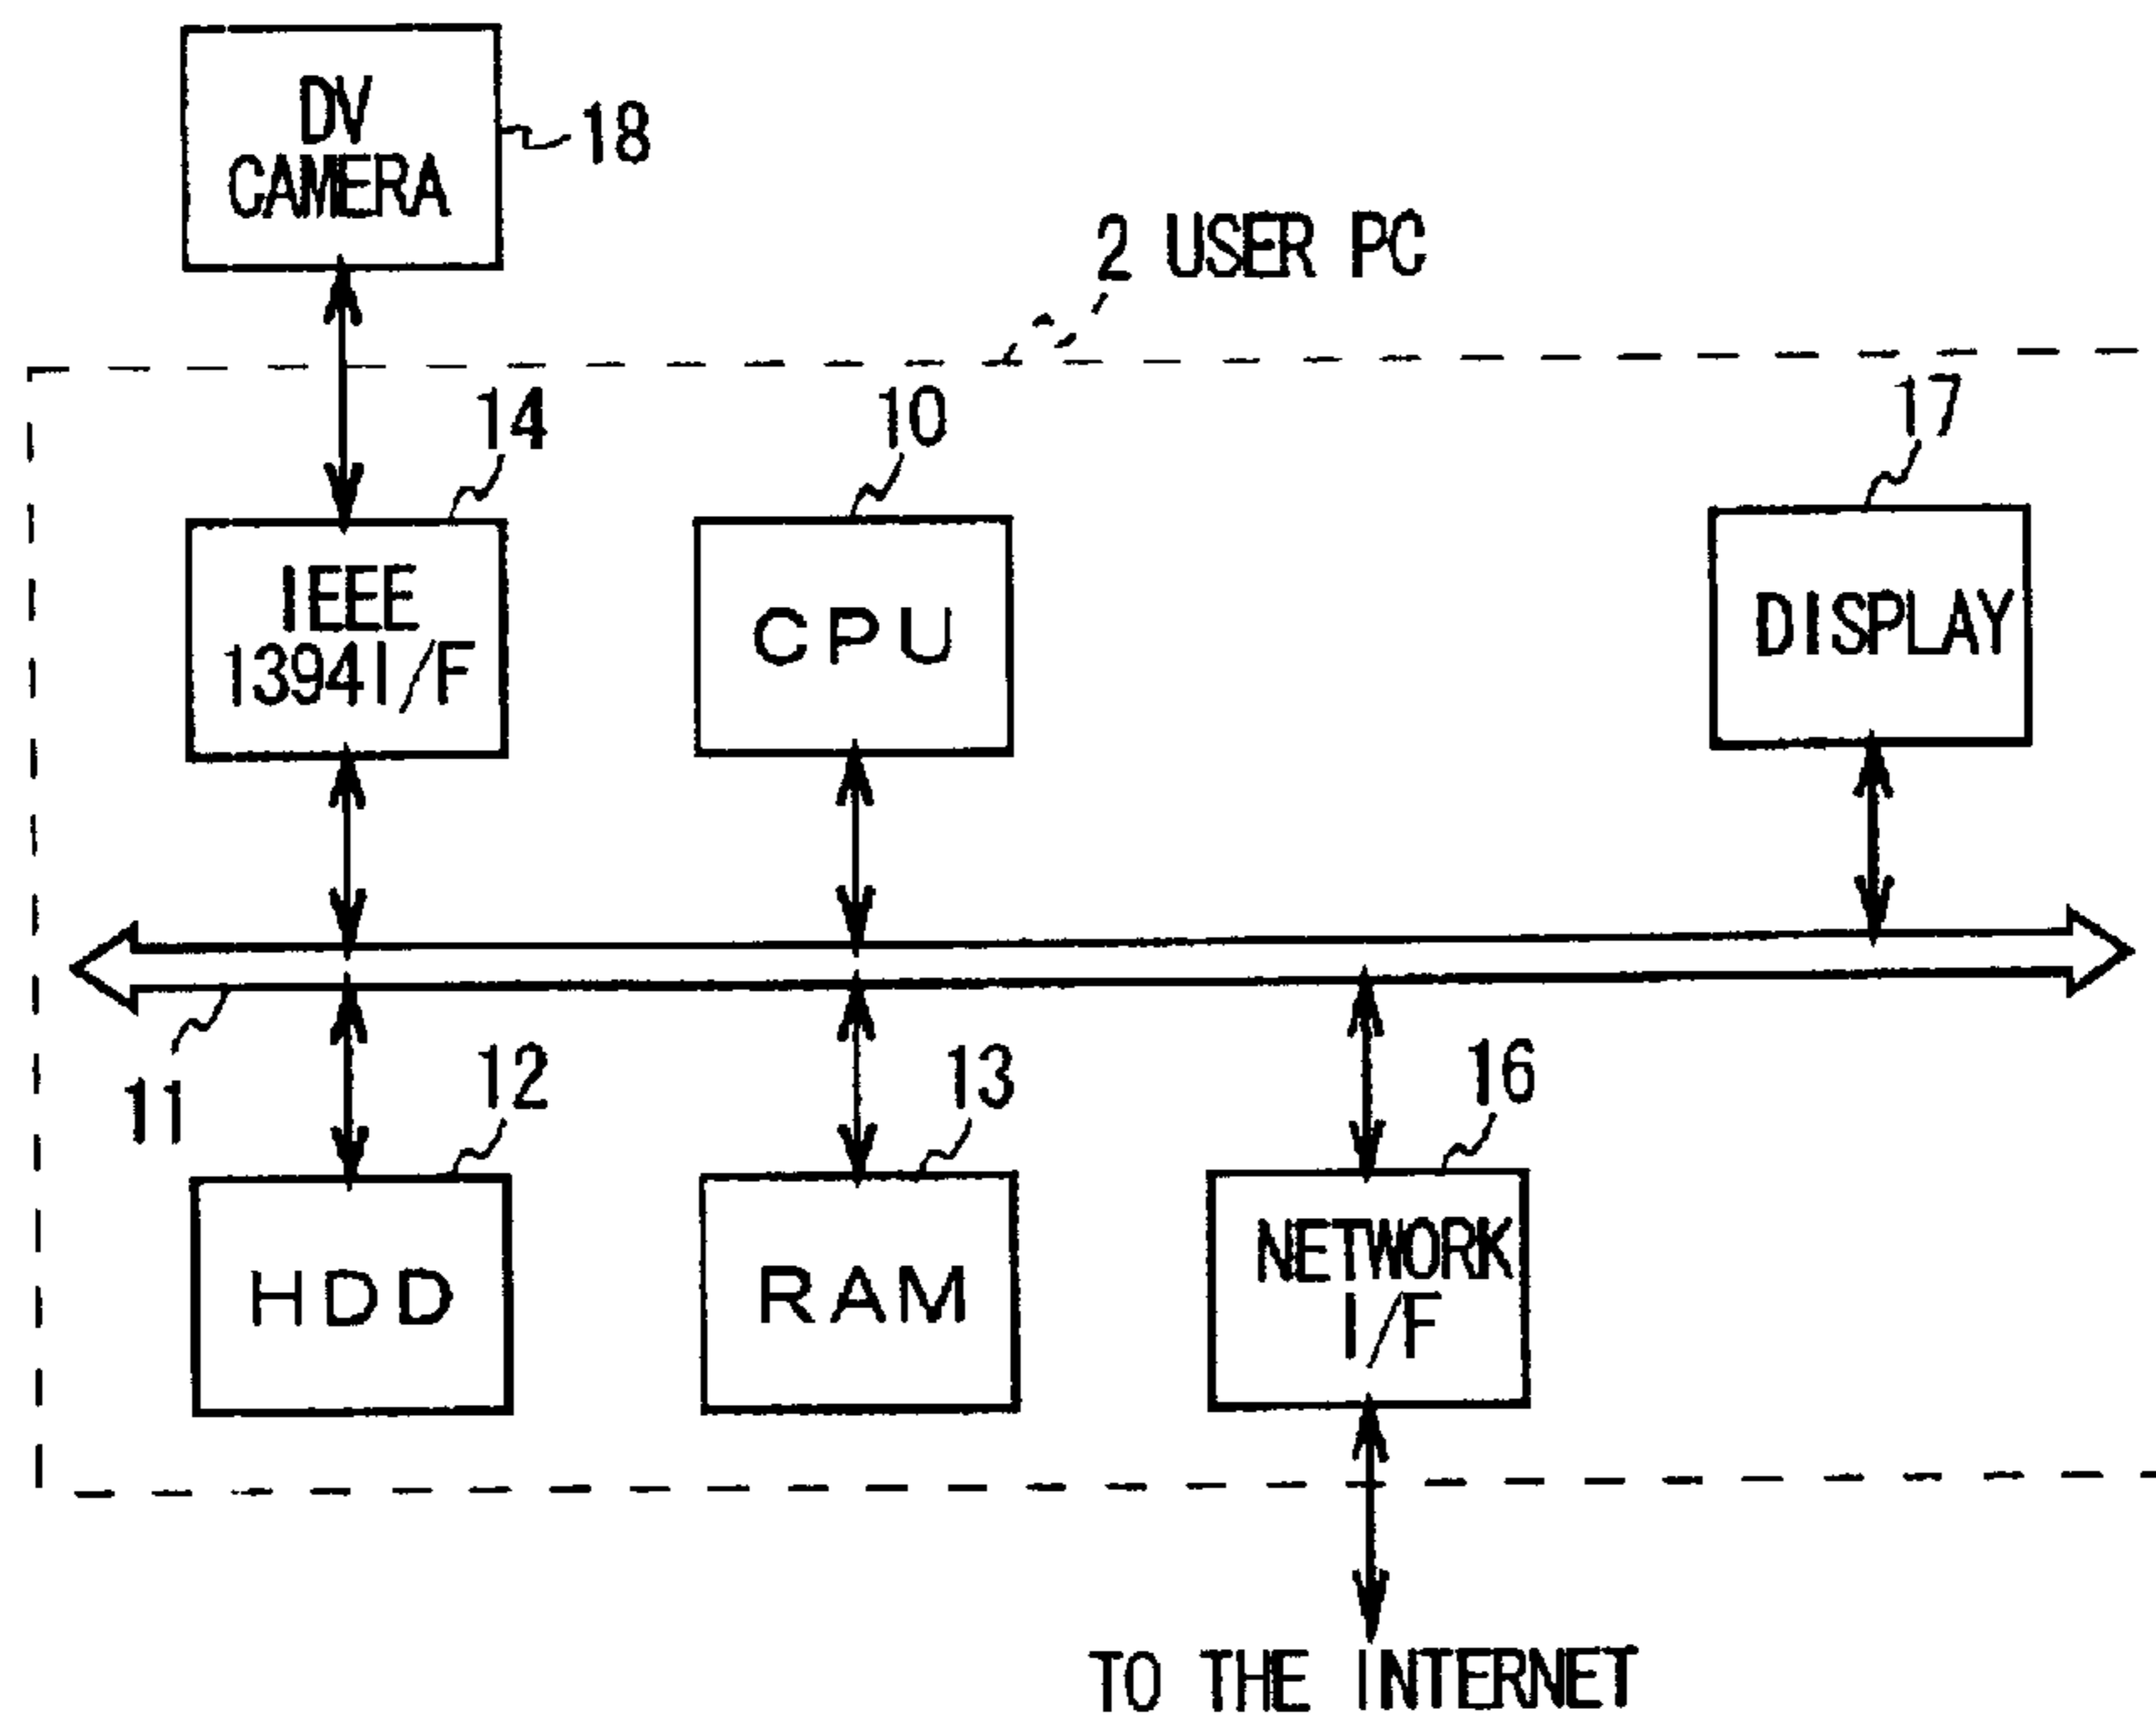 DV
CAMERA
18
2 USER PC
14
10
17
IEEE
1394I/F
CPU
DISPLAY
11
12
13
16
HDD
RAM
NETWORK
I/F
TO THE INTERNET